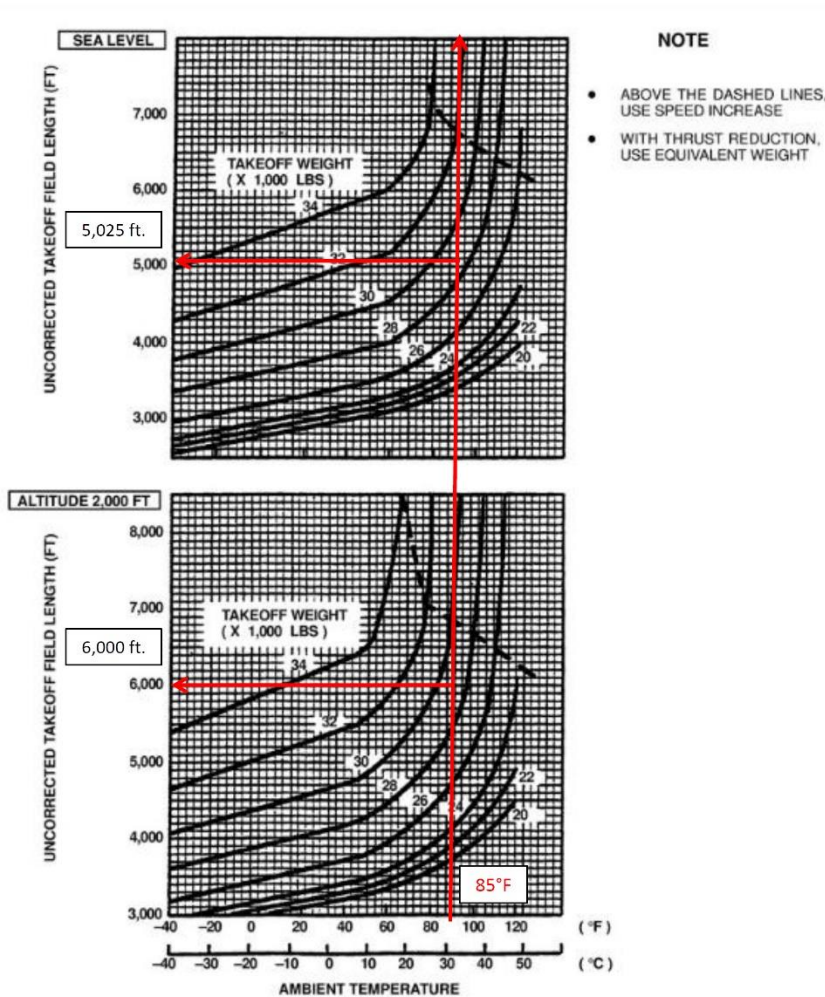 SEA LEVEL
NOTE
UNCORRECTED TAKEOFF FIELD LENGTH (FT)
• ABOVE THE DASHED LINES,
USE SPEED INCREASE
• WITH THRUST REDUCTION,
USE EQUIVALENT WEIGHT
7,000
TAKEOFF WEIGHT
( X 1,000 LBS )
6,000
34
5,025 ft.
5,000
32
30
4,000
28
22
26
24
20
3,000
ALTITUDE 2,000 FT
UNCORRECTED TAKEOFF FIELD LENGTH (FT)
8,000
7,000
TAKEOFF WEIGHT
( X 1,000 LBS )
6,000 ft.
34
6,000
32
5,000
30
22
28
26
24
20
4,000
85°F
3,000
-40 -20 0 20 40 60 80 100 120 (°F)
-40 -30 -20 -10 0 10 20 30 40 50 (°C)
AMBIENT TEMPERATURE